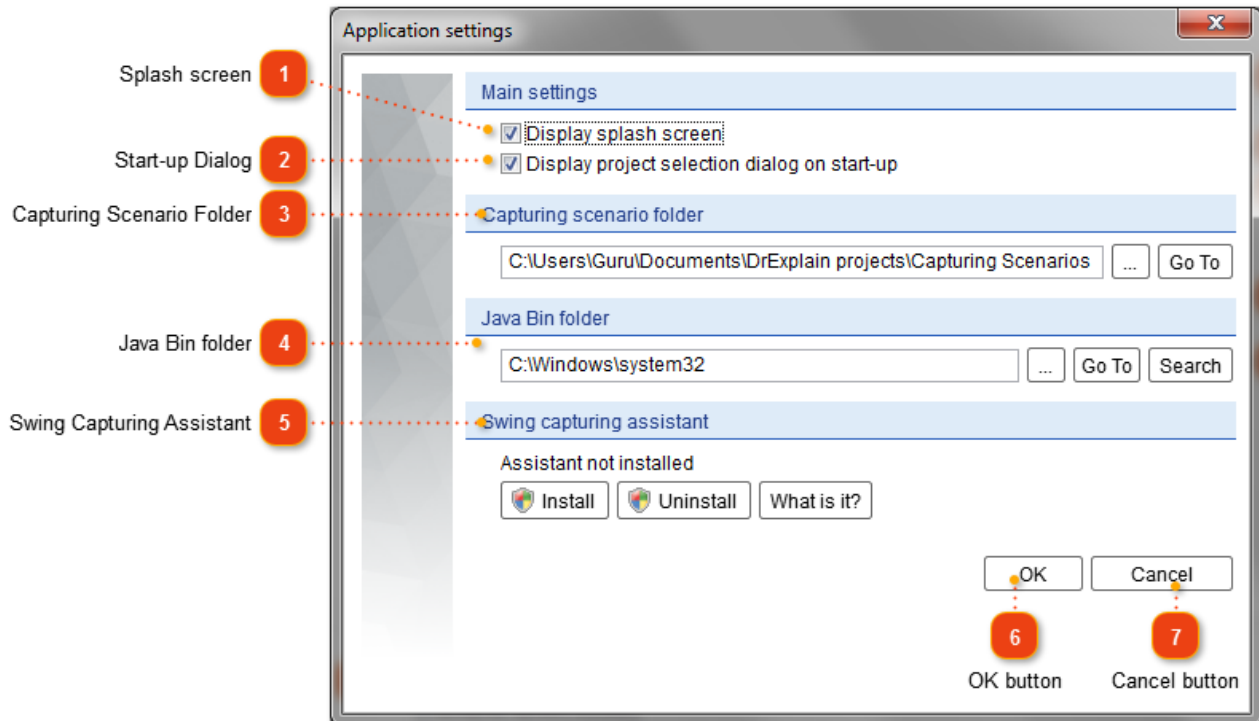 Application settings
x
Splash screen 1
Main settings
Display splash screen
Start-up Dialog 2
Display project selection dialog on start-up
Capturing Scenario Folder 3
Capturing scenario folder
C:\Users\Guru\Documents\DrExplain projects\Capturing Scenarios ... Go To
Java Bin folder
Java Bin folder 4
C:\Windows\system32 ... Go To Search
Swing Capturing Assistant 5
Swing capturing assistant
Assistant not installed
Install Uninstall What is it?
OK Cancel
6 7
OK button Cancel button